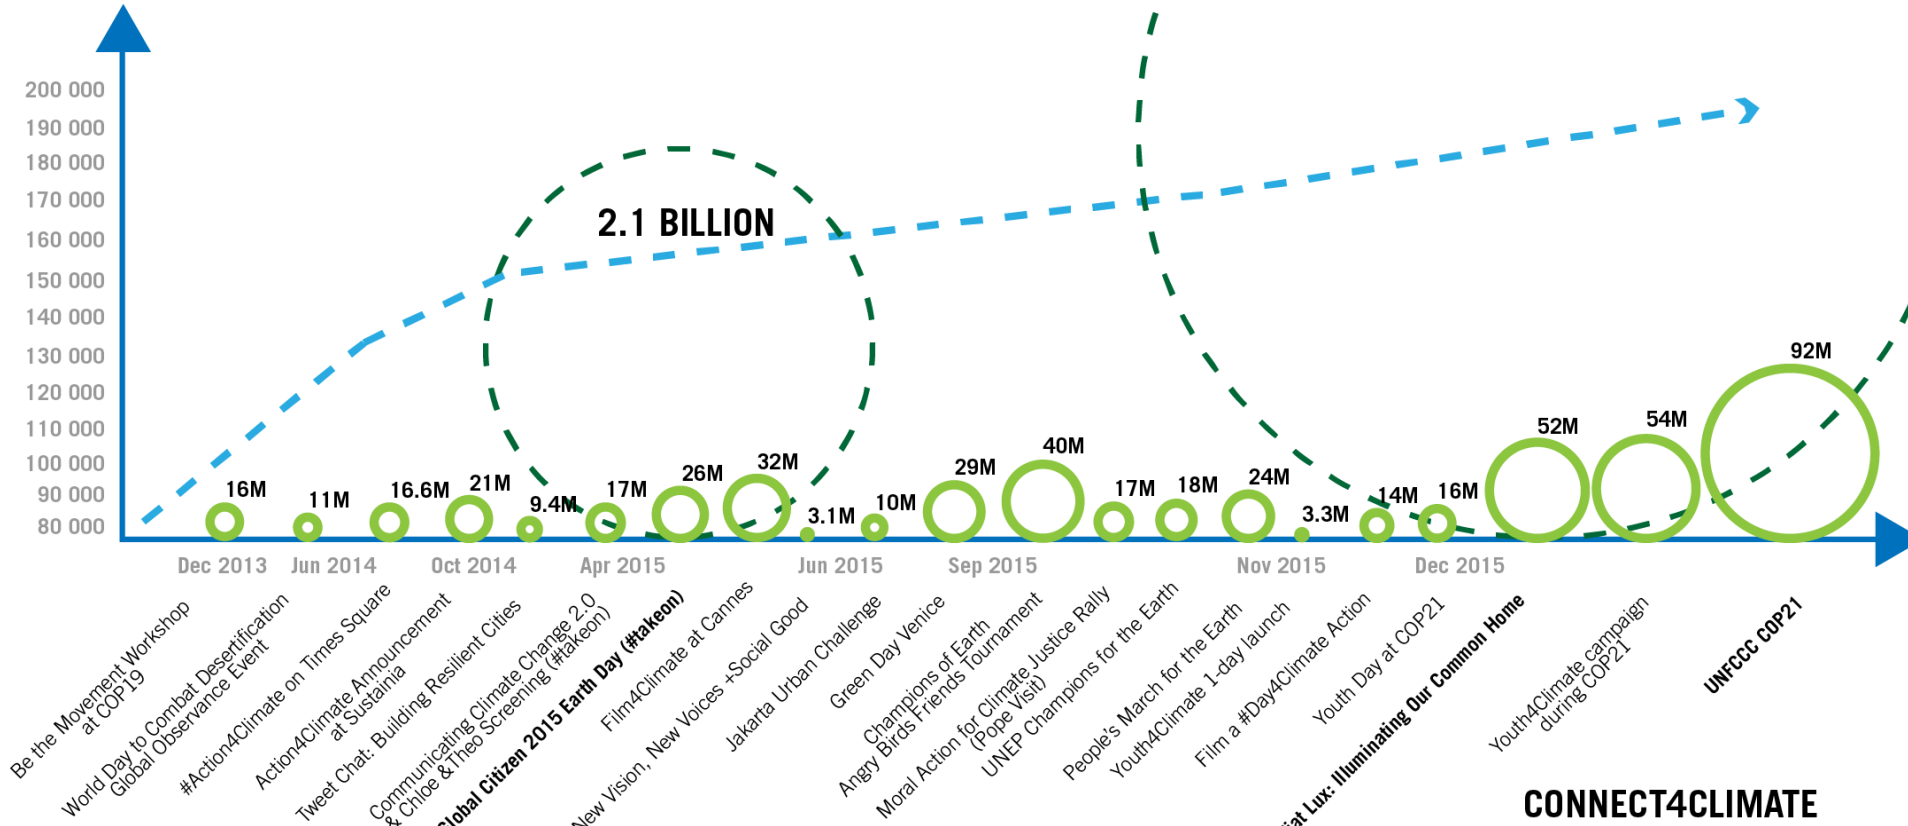 200 000
190 000
180 000
170 000
160 000
150 000
140 000
130 000
120 000
110 000
100 000
90 000
80 000
2.1 BILLION
16M
11M
16.6M
21M
9.4M
17M
26M
32M
3.1M
10M
29M
40M
17M
18M
24M
3.3M
14M
16M
52M
54M
92M
Dec 2013
Jun 2014
Oct 2014
Apr 2015
Jun 2015
Sep 2015
Nov 2015
Dec 2015
Be the Movement Workshop
at COP19
World Day to Combat Desertification
Global Observance Event
#Action4Climate on Times Square
Action4Climate Announcement
at Sustainia
Tweet Chat: Building Resilient Cities
Communicating Climate Change 2.0
& Chloe & Theo Screening (#takeon)
Global Citizen 2015 Earth Day (#takeon)
Film4Climate at Cannes
New Vision, New Voices +Social Good
Jakarta Urban Challenge
Green Day Venice
Champions of Earth
Angry Birds Friends Tournament
Moral Action for Climate Justice Rally
(Pope Visit)
UNEP Champions for the Earth
People's March for the Earth
Youth4Climate 1-day launch
Film a #Day4Climate Action
Youth Day at COP21
Fiat Lux: Illuminating Our Common Home
Youth4Climate campaign
during COP21
UNFCCC COP21
CONNECT4CLIMATE